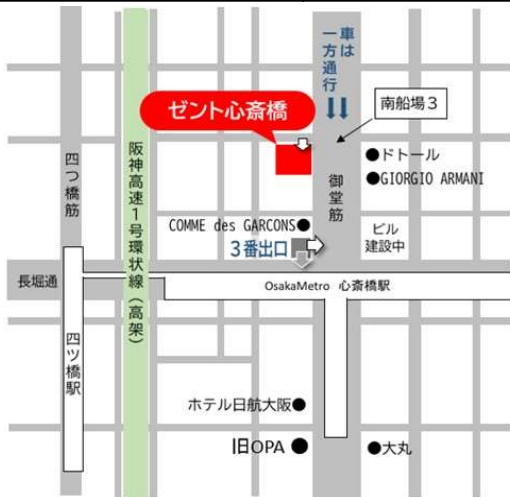 車は
一方通行
南船場３
ゼント心斎橋
●ドトール
●GIORGIO ARMANI
四つ橋筋
阪神高速１号環状線（高架）
御堂筋
COMME des GARCONS●
３番出口
ビル
建設中
長堀通
OsakaMetro 心斎橋駅
四ツ橋駅
ホテル日航大阪●
旧OPA●
●大丸